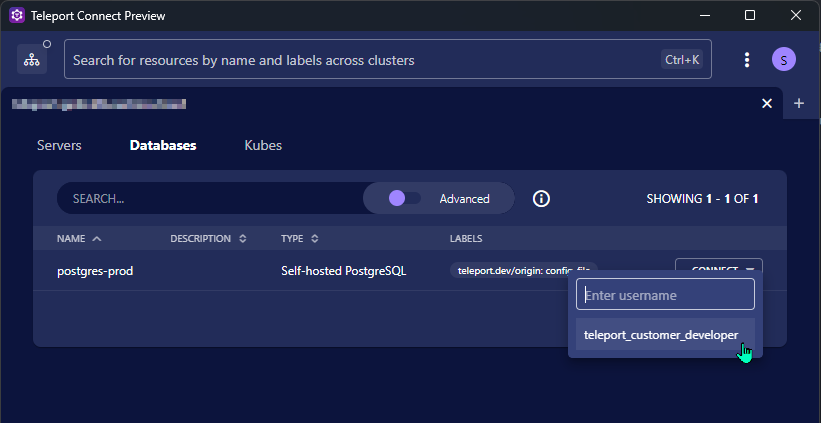 Teleport Connect Preview
Search for resources by name and labels across clusters Ctrl+K S
Servers Databases Kubes
SEARCH... Advanced SHOWING 1 - 1 OF 1
NAME DESCRIPTION TYPE LABELS
postgres-prod Self-hosted PostgreSQL teleport.dev/origin: config-file CONNECT
Enter username
teleport_customer_developer